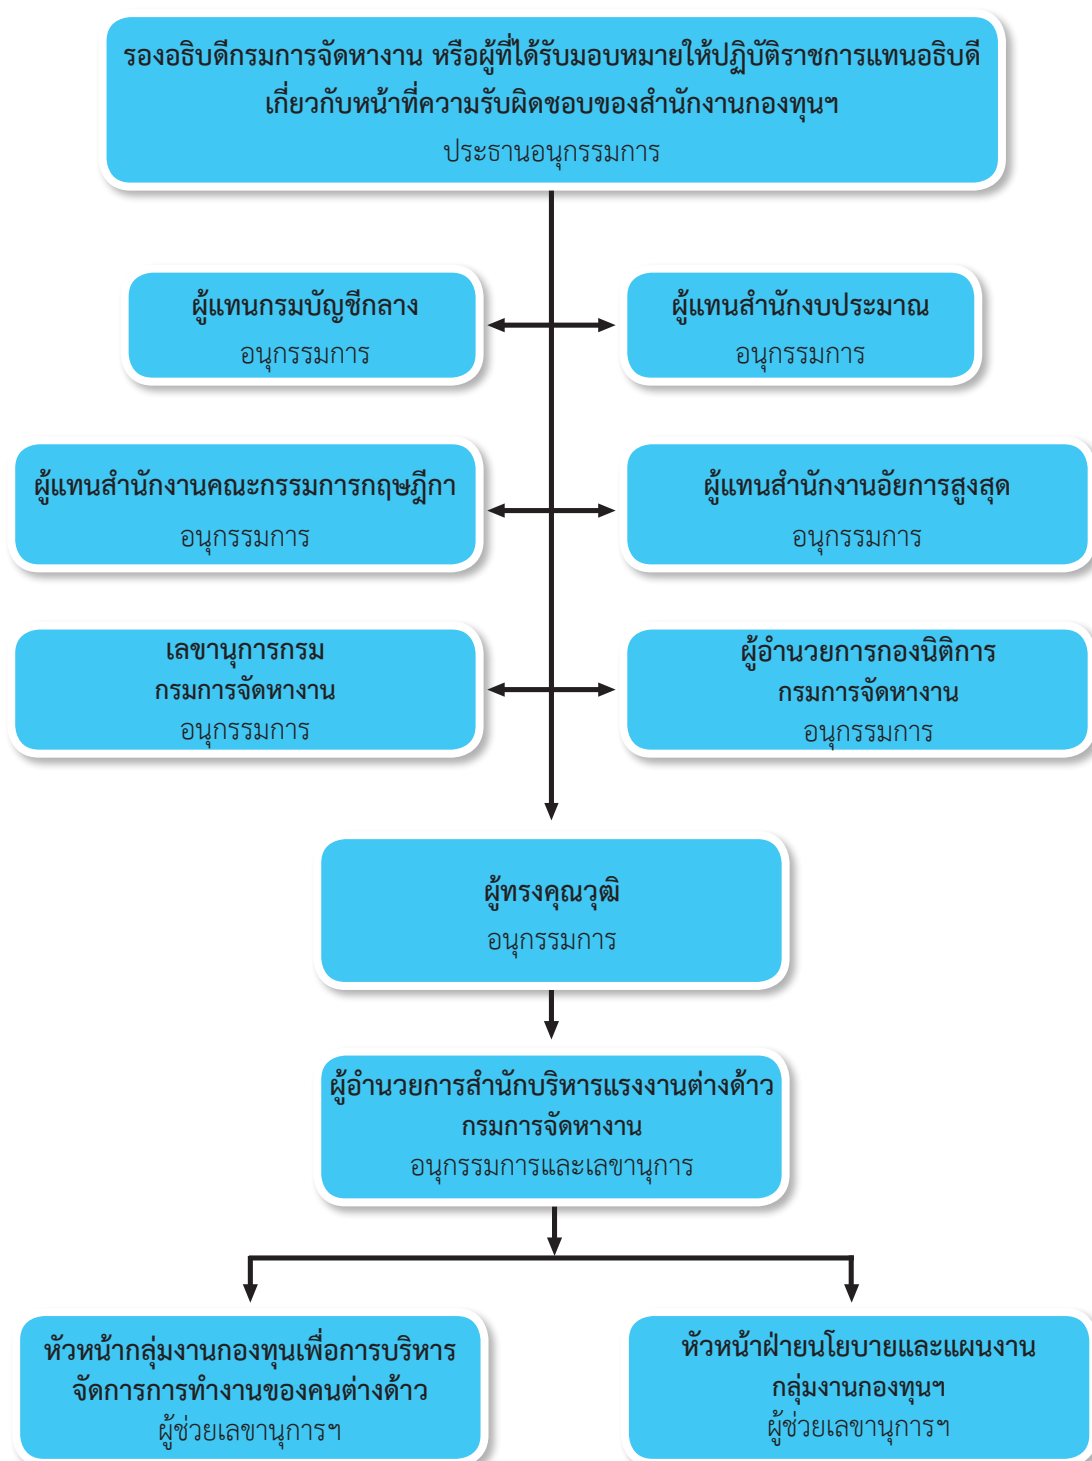 รองอธิบดีกรมการจัดหางาน หรือผู้ที่ได้รับมอบหมายให้ปฏิบัติราชการแทนอธิบดี
เกี่ยวกับหน้าที่ความรับผิดชอบของสำนักงานกองทุนฯ
ประธานอนุกรรมการ
ผู้แทนกรมบัญชีกลาง
อนุกรรมการ
ผู้แทนสำนักงบประมาณ
อนุกรรมการ
ผู้แทนสำนักงานคณะกรรมการกฤษฎีกา
อนุกรรมการ
ผู้แทนสำนักงานอัยการสูงสุด
อนุกรรมการ
เลขานุการกรม
กรมการจัดหางาน
อนุกรรมการ
ผู้อำนวยการกองนิติการ
กรมการจัดหางาน
อนุกรรมการ
ผู้ทรงคุณวุฒิ
อนุกรรมการ
ผู้อำนวยการสำนักบริหารแรงงานต่างด้าว
กรมการจัดหางาน
อนุกรรมการและเลขานุการ
หัวหน้ากลุ่มงานกองทุนเพื่อการบริหาร
จัดการการทำงานของคนต่างด้าว
ผู้ช่วยเลขานุการฯ
หัวหน้าฝ่ายนโยบายและแผนงาน
กลุ่มงานกองทุนฯ
ผู้ช่วยเลขานุการฯ